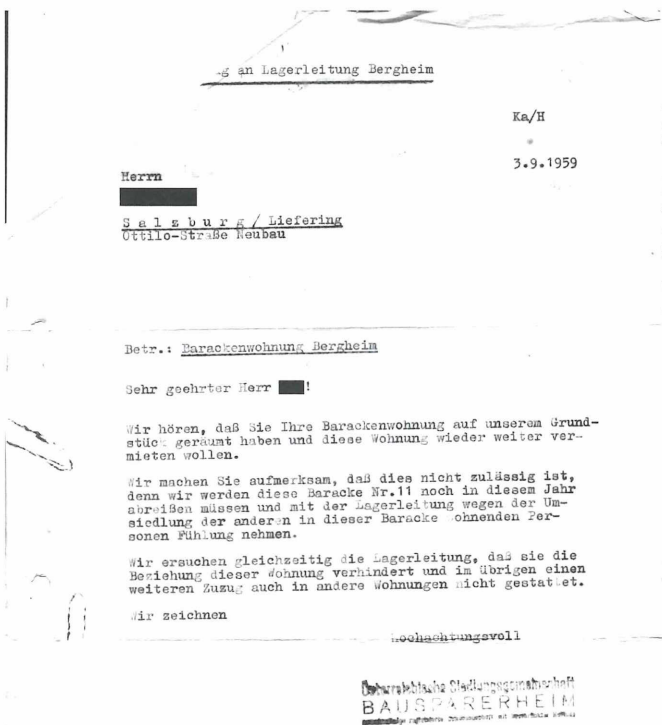 an Lagerleitung Bergheim
Ka/H
3.9.1959
Herrn
Salzburg/Liefering
Ottilo-Straße Neubau
Betr.: Barackenwohnung Bergheim
Sehr geehrter Herr !
Wir hören, daß Sie Ihre Barackenwohnung auf unserem Grund-
stück geräumt haben und diese Wohnung wieder weiter ver-
mieten wollen.
Wir machen Sie aufmerksam, daß dies nicht zulässig ist,
denn wir werden diese Baracke Nr.11 noch in diesem Jahr
abreißen müssen und mit der Lagerleitung wegen der Um-
siedlung der anderen in dieser Baracke wohnenden Per-
sonen Fühlung nehmen.
Wir ersuchen gleichzeitig die Lagerleitung, daß sie die
Beziehung dieser Wohnung verhindert und im übrigen einen
weiteren Zuzug auch in andere Wohnungen nicht gestattet.
Wir zeichnen
Hochachtungsvoll
Österreichische Siedlungsgemeinschaft
BAUSPARERHEIM